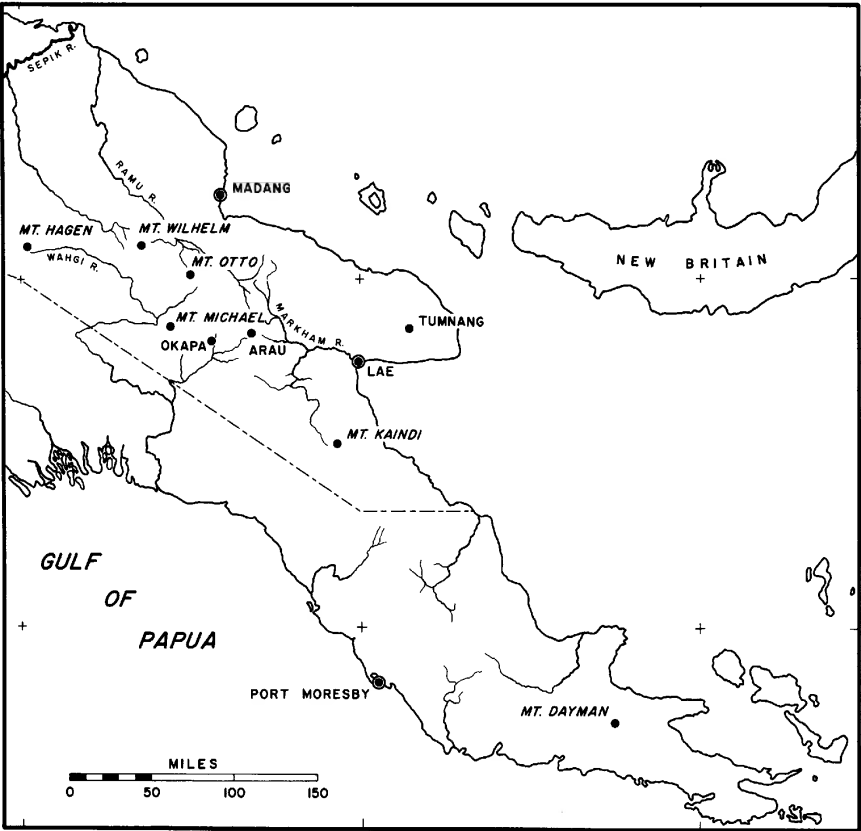 SEPIK R.
RAMU R.
MADANG
MT. HAGEN
MT. WILHELM
WAHGI R.
MT. OTTO
NEW BRITAIN
MT. MICHAEL
MARKHAM R.
TUMNANG
OKAPA
ARAU
LAE
MT. KAINDI
GULF
OF
PAPUA
PORT MORESBY
MT. DAYMAN
MILES
0 50 100 150